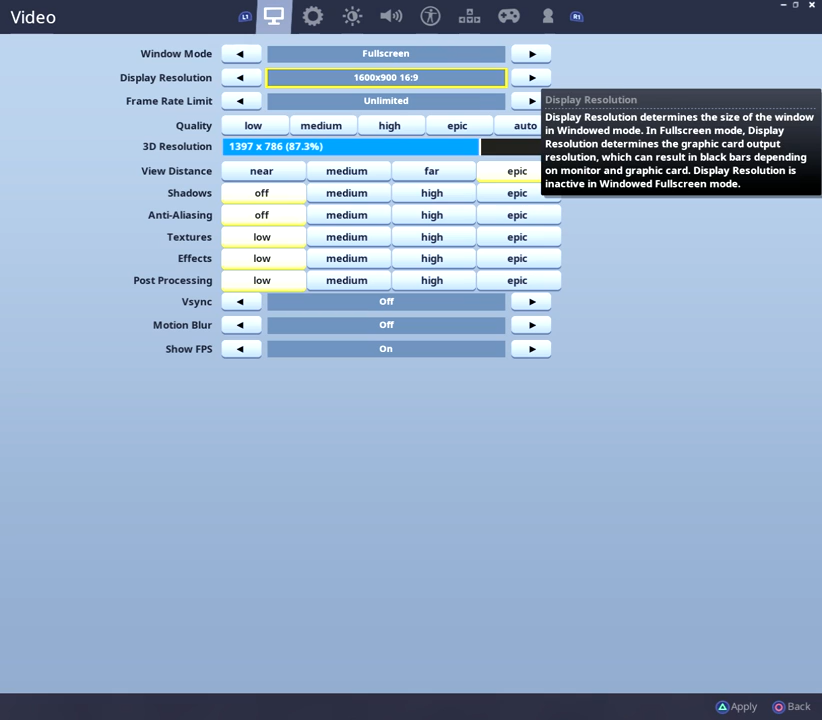 Video
L1
R1
Window Mode Fullscreen
Display Resolution 1600x900 16:9
Frame Rate Limit Unlimited
Quality low medium high epic auto
3D Resolution 1397 x 786 (87.3%)
View Distance near medium far epic
Shadows off medium high epic
Anti-Aliasing off medium high epic
Textures low medium high epic
Effects low medium high epic
Post Processing low medium high epic
Vsync Off
Motion Blur Off
Show FPS On
Display Resolution
Display Resolution determines the size of the window
in Windowed mode. In Fullscreen mode, Display
Resolution determines the graphic card output
resolution, which can result in black bars depending
on monitor and graphic card. Display Resolution is
inactive in Windowed Fullscreen mode.
Apply Back